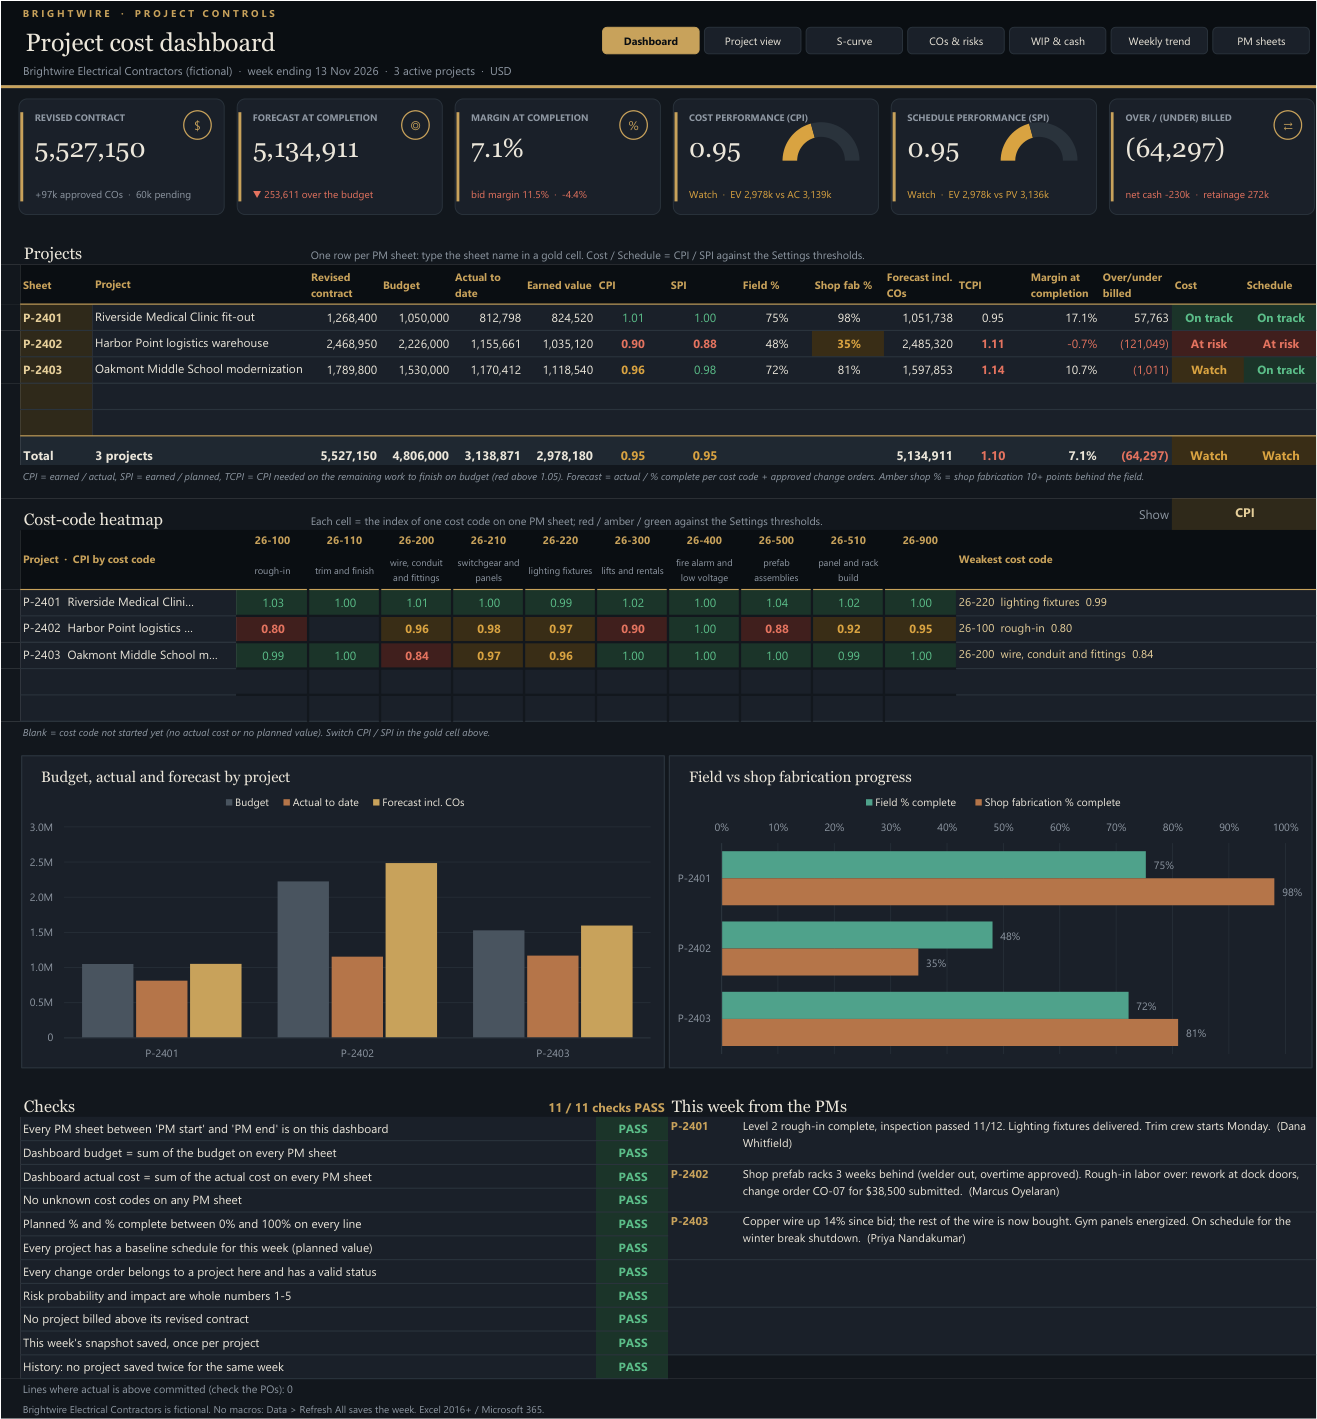 BRIGHTWIRE · PROJECT CONTROLS
Project cost dashboard
Dashboard Project view S-curve COs & risks WIP & cash Weekly trend PM sheets
Brightwire Electrical Contractors (fictional) · week ending 13 Nov 2026 · 3 active projects · USD
REVISED CONTRACT
$
5,527,150
+97k approved COs · 60k pending
FORECAST AT COMPLETION
◎
5,134,911
▼ 253,611 over the budget
MARGIN AT COMPLETION
%
7.1%
bid margin 11.5% · -4.4%
COST PERFORMANCE (CPI)
0.95
Watch · EV 2,978k vs AC 3,139k
SCHEDULE PERFORMANCE (SPI)
0.95
Watch · EV 2,978k vs PV 3,136k
OVER / (UNDER) BILLED
⇄
(64,297)
net cash -230k · retainage 272k
Projects
One row per PM sheet: type the sheet name in a gold cell. Cost / Schedule = CPI / SPI against the Settings thresholds.
Sheet Project Revised contract Budget Actual to date Earned value CPI SPI Field % Shop fab % Forecast incl. COs TCPI Margin at completion Over/under billed Cost Schedule
P-2401 Riverside Medical Clinic fit-out 1,268,400 1,050,000 812,798 824,520 1.01 1.00 75% 98% 1,051,738 0.95 17.1% 57,763 On track On track
P-2402 Harbor Point logistics warehouse 2,468,950 2,226,000 1,155,661 1,035,120 0.90 0.88 48% 35% 2,485,320 1.11 -0.7% (121,049) At risk At risk
P-2403 Oakmont Middle School modernization 1,789,800 1,530,000 1,170,412 1,118,540 0.96 0.98 72% 81% 1,597,853 1.14 10.7% (1,011) Watch On track
Total 3 projects 5,527,150 4,806,000 3,138,871 2,978,180 0.95 0.95 5,134,911 1.10 7.1% (64,297) Watch Watch
CPI = earned / actual, SPI = earned / planned, TCPI = CPI needed on the remaining work to finish on budget (red above 1.05). Forecast = actual / % complete per cost code + approved change orders. Amber shop % = shop fabrication 10+ points behind the field.
Cost-code heatmap
Each cell = the index of one cost code on one PM sheet; red / amber / green against the Settings thresholds.
Show CPI
Project · CPI by cost code
26-100 26-110 26-200 26-210 26-220 26-300 26-400 26-500 26-510 26-900
rough-in trim and finish wire, conduit and fittings switchgear and panels lighting fixtures lifts and rentals fire alarm and low voltage prefab assemblies panel and rack build
Weakest cost code
P-2401 Riverside Medical Clini... 1.03 1.00 1.01 1.00 0.99 1.02 1.00 1.04 1.02 1.00 26-220 lighting fixtures 0.99
P-2402 Harbor Point logistics ... 0.80 0.96 0.98 0.97 0.90 1.00 0.88 0.92 0.95 26-100 rough-in 0.80
P-2403 Oakmont Middle School m... 0.99 1.00 0.84 0.97 0.96 1.00 1.00 1.00 0.99 1.00 26-200 wire, conduit and fittings 0.84
Blank = cost code not started yet (no actual cost or no planned value). Switch CPI / SPI in the gold cell above.
Budget, actual and forecast by project
Budget Actual to date Forecast incl. COs
3.0M
2.5M
2.0M
1.5M
1.0M
0.5M
0
P-2401 P-2402 P-2403
Field vs shop fabrication progress
Field % complete Shop fabrication % complete
0% 10% 20% 30% 40% 50% 60% 70% 80% 90% 100%
P-2401 75% 98%
P-2402 48% 35%
P-2403 72% 81%
Checks 11 / 11 checks PASS
Every PM sheet between 'PM start' and 'PM end' is on this dashboard PASS
Dashboard budget = sum of the budget on every PM sheet PASS
Dashboard actual cost = sum of the actual cost on every PM sheet PASS
No unknown cost codes on any PM sheet PASS
Planned % and % complete between 0% and 100% on every line PASS
Every project has a baseline schedule for this week (planned value) PASS
Every change order belongs to a project here and has a valid status PASS
Risk probability and impact are whole numbers 1-5 PASS
No project billed above its revised contract PASS
This week's snapshot saved, once per project PASS
History: no project saved twice for the same week PASS
Lines where actual is above committed (check the POs): 0
This week from the PMs
P-2401 Level 2 rough-in complete, inspection passed 11/12. Lighting fixtures delivered. Trim crew starts Monday. (Dana
Whitfield)
P-2402 Shop prefab racks 3 weeks behind (welder out, overtime approved). Rough-in labor over: rework at dock doors,
change order CO-07 for $38,500 submitted. (Marcus Oyelaran)
P-2403 Copper wire up 14% since bid; the rest of the wire is now bought. Gym panels energized. On schedule for the
winter break shutdown. (Priya Nandakumar)
Brightwire Electrical Contractors is fictional. No macros: Data > Refresh All saves the week. Excel 2016+ / Microsoft 365.